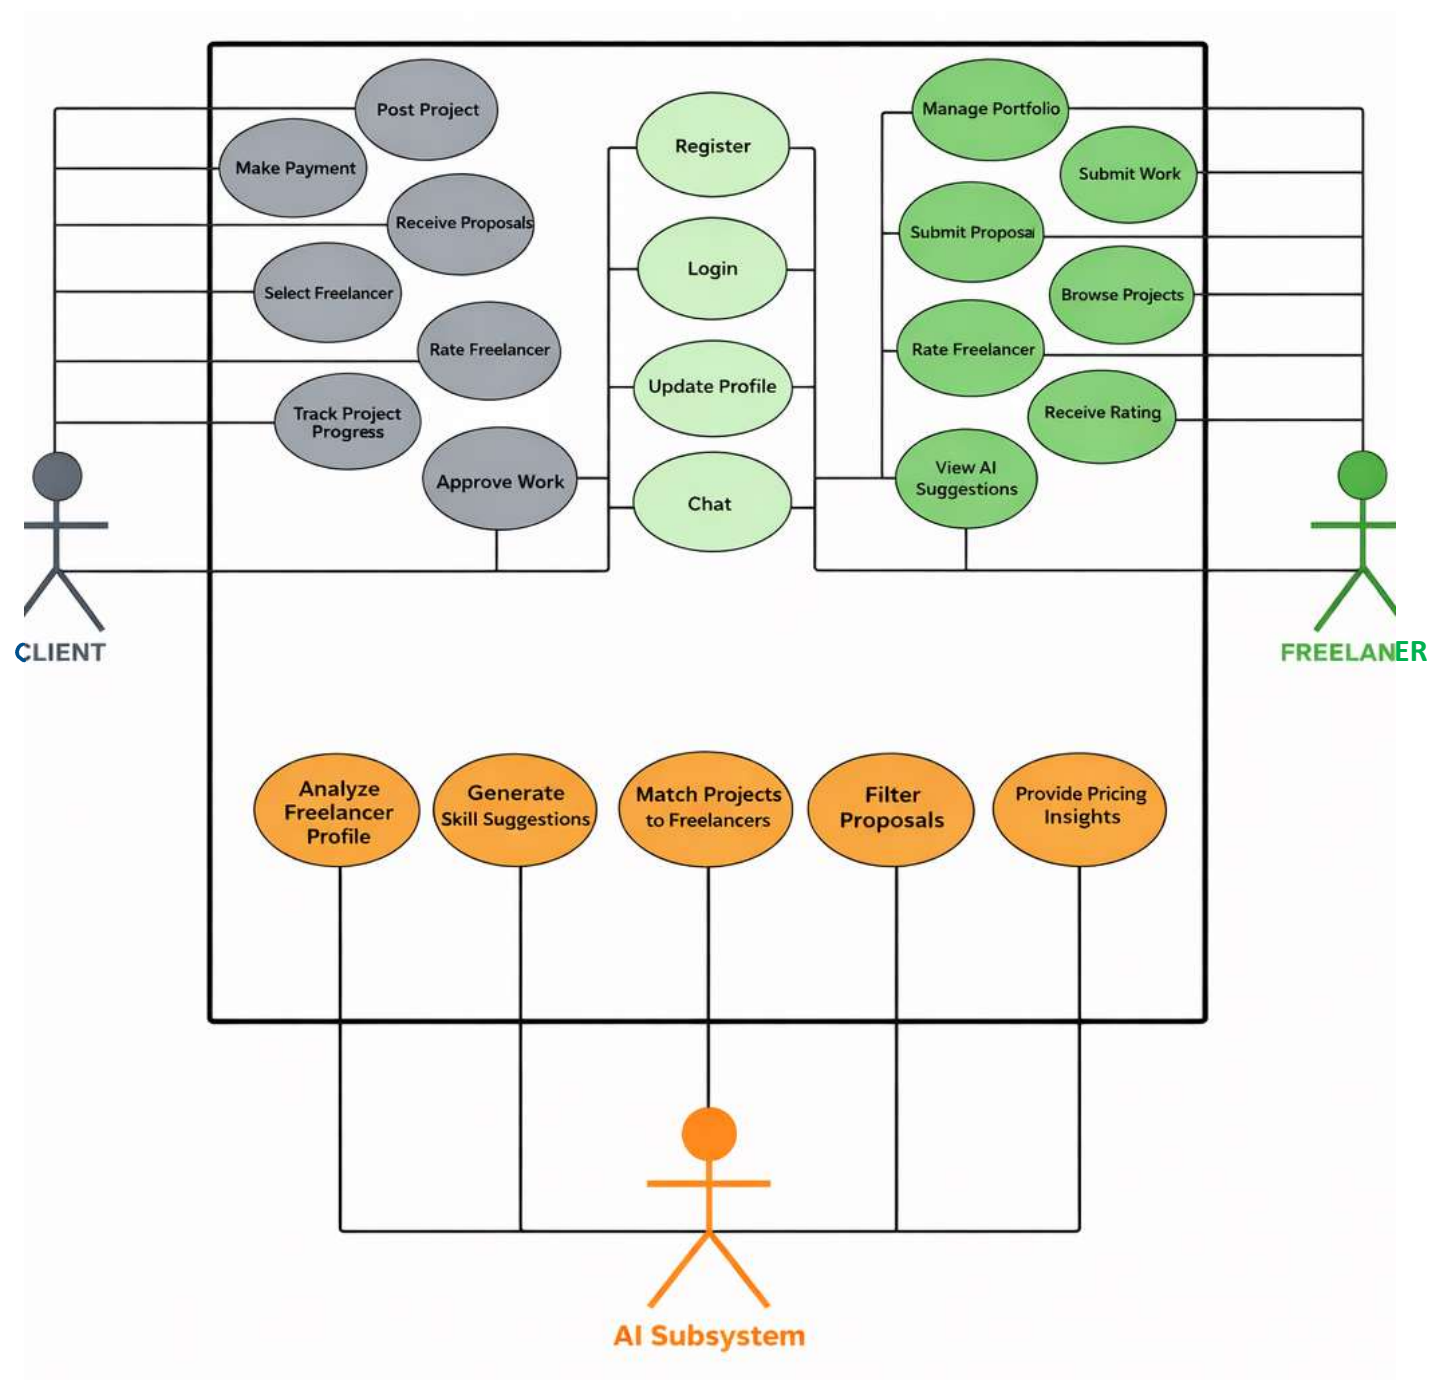 Post Project
Make Payment
Receive Proposals
Select Freelancer
Rate Freelancer
Track Project
Progress
Approve Work
Register
Login
Update Profile
Chat
Manage Portfolio
Submit Work
Submit Proposal
Browse Projects
Rate Freelancer
Receive Rating
View AI
Suggestions
CLIENT
FREELANER
Analyze
Freelancer
Profile
Generate
Skill Suggestions
Match Projects
to Freelancers
Filter
Proposals
Provide Pricing
Insights
AI Subsystem